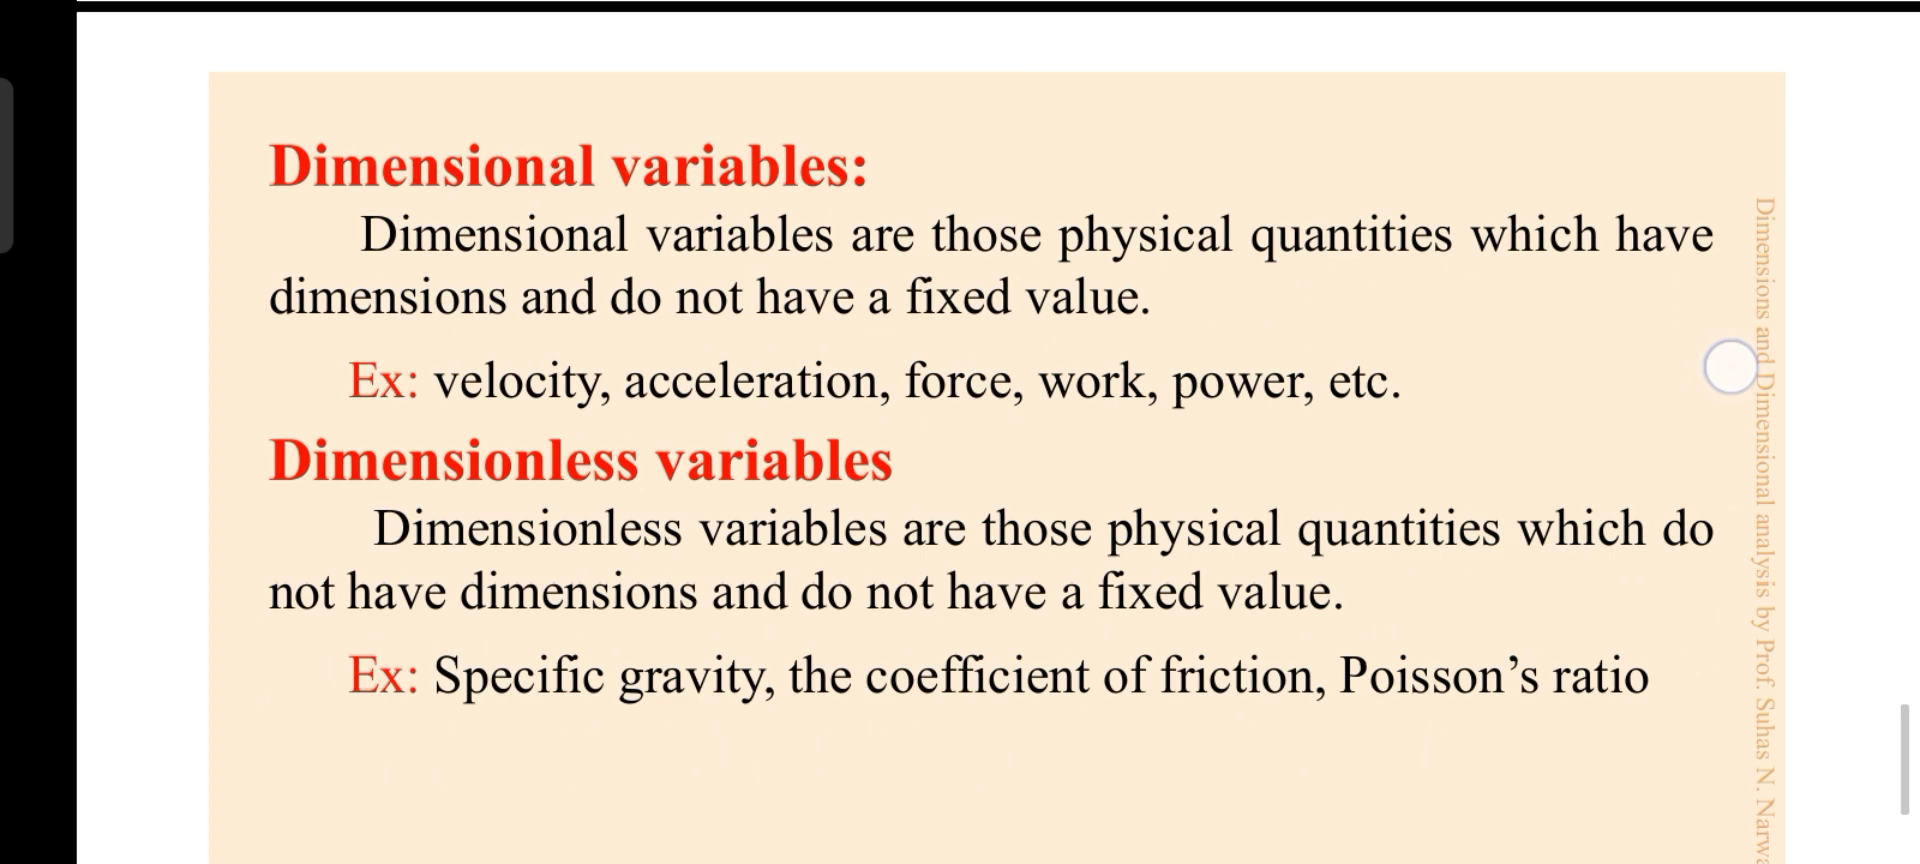 Dimensional variables:
Dimensional variables are those physical quantities which have
dimensions and do not have a fixed value.
Ex: velocity, acceleration, force, work, power, etc.
Dimensionless variables
Dimensionless variables are those physical quantities which do
not have dimensions and do not have a fixed value.
Ex: Specific gravity, the coefficient of friction, Poisson’s ratio
Dimensions and Dimensional analysis by Prof. Suhas N.